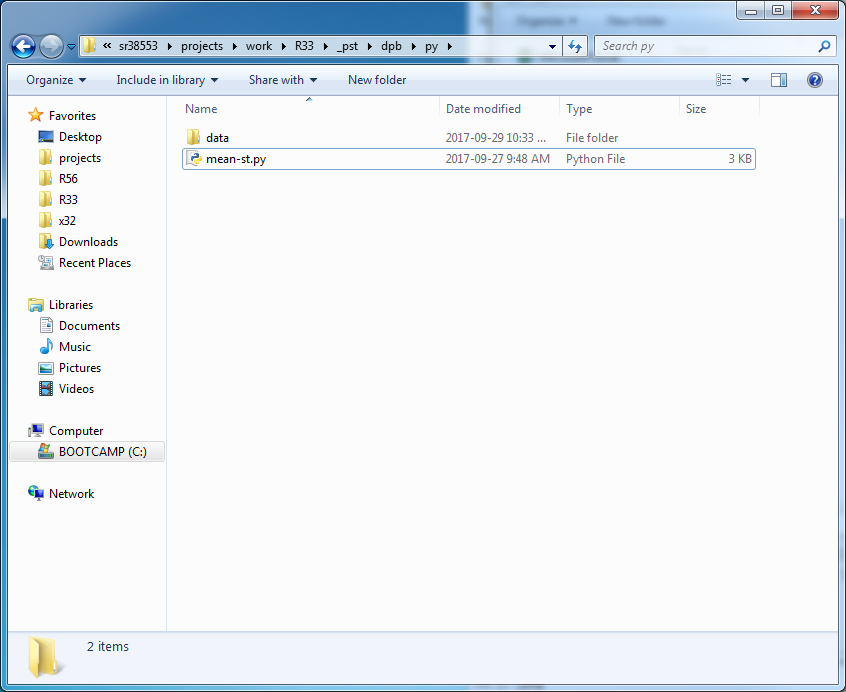 « sr38553 projects work R33 _pst dpb py
Search py
Organize Include in library Share with New folder
Name Date modified Type Size
data 2017-09-29 10:33 ... File folder
mean-st.py 2017-09-27 9:48 AM Python File 3 KB
Favorites
Desktop
projects
R56
R33
x32
Downloads
Recent Places
Libraries
Documents
Music
Pictures
Videos
Computer
BOOTCAMP (C:)
Network
2 items